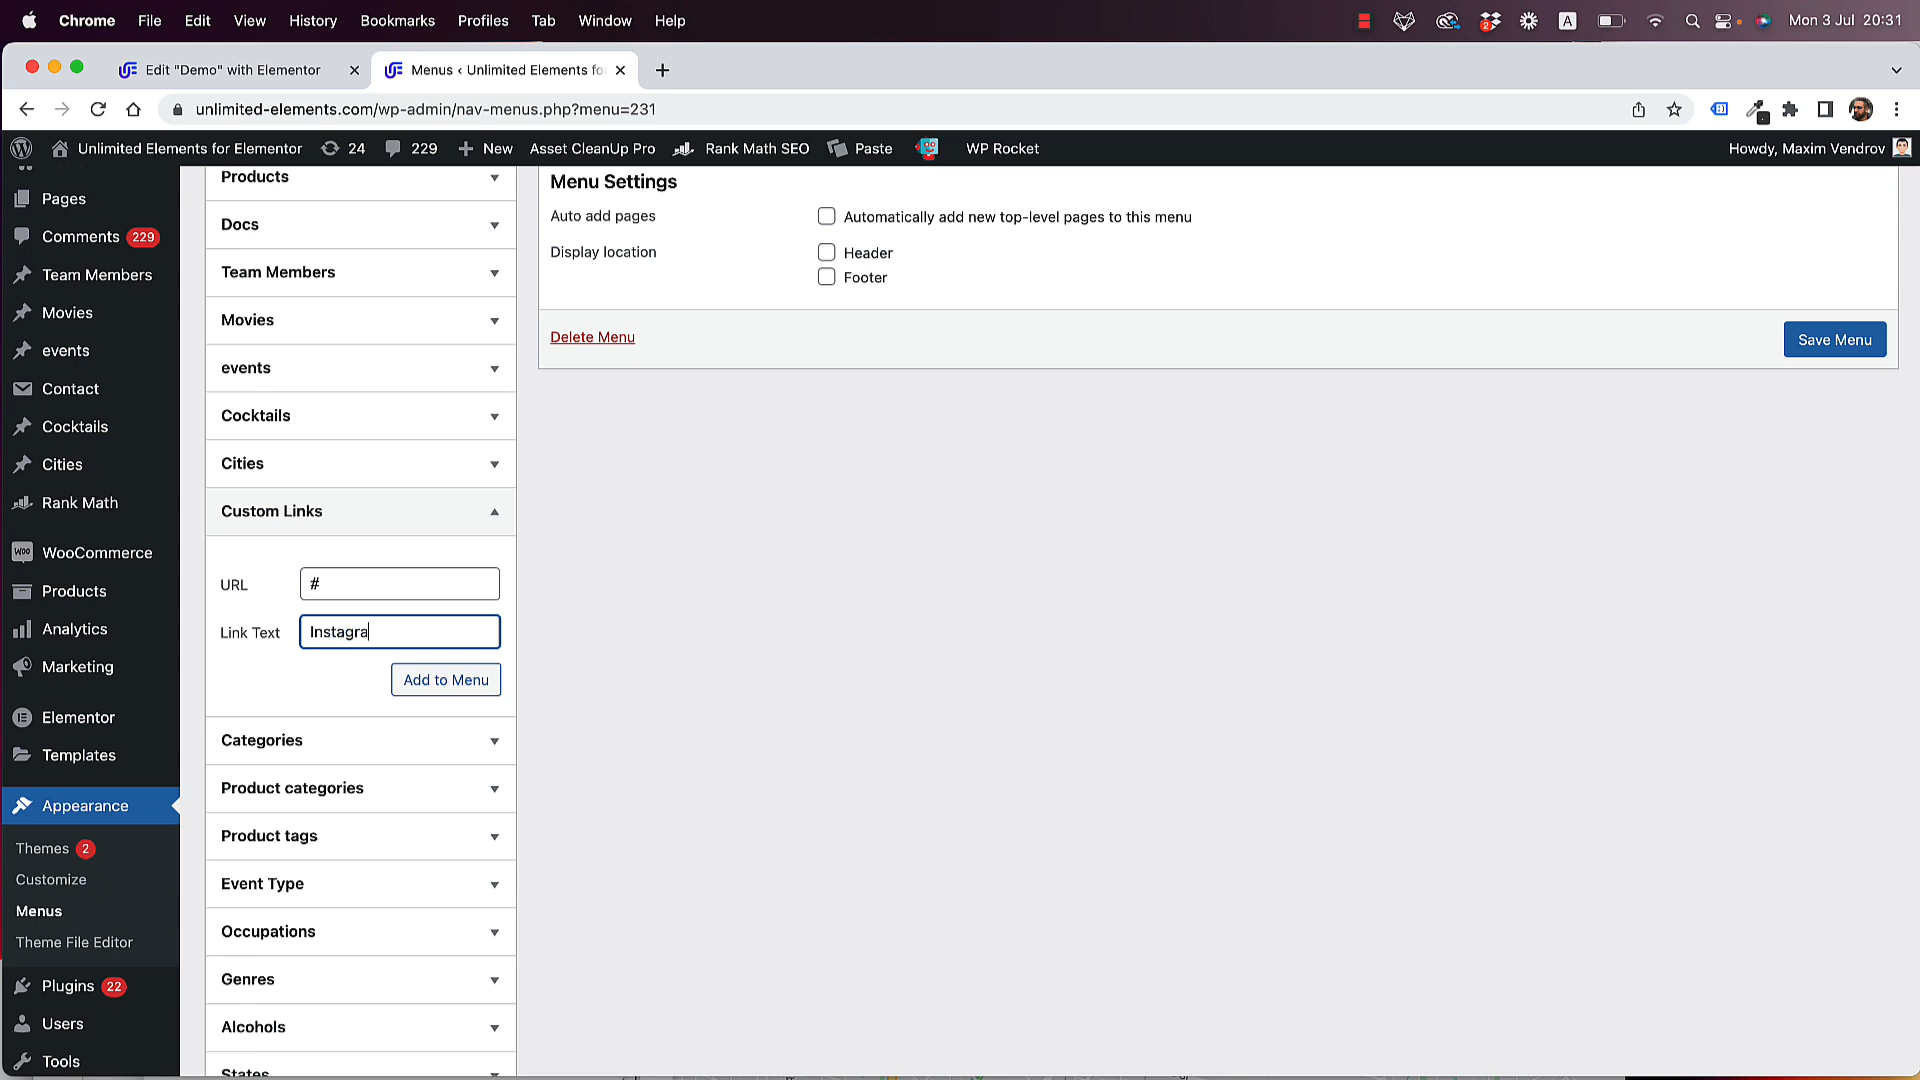 Chrome File Edit View History Bookmarks Profiles Tab Window Help
2 A Mon 3 Jul 20:31
Edit "Demo" with Elementor
Menus ‹ Unlimited Elements fo
unlimited-elements.com/wp-admin/nav-menus.php?menu=231
Unlimited Elements for Elementor 24 229 New Asset CleanUp Pro Rank Math SEO Paste WP Rocket Howdy, Maxim Vendrov
Pages
Comments 229
Team Members
Movies
events
Contact
Cocktails
Cities
Rank Math
WooCommerce
Products
Analytics
Marketing
Elementor
Templates
Appearance
Themes 2
Customize
Menus
Theme File Editor
Plugins 22
Users
Tools
Products
Docs
Team Members
Movies
events
Cocktails
Cities
Custom Links
URL #
Link Text Instagra
Add to Menu
Categories
Product categories
Product tags
Event Type
Occupations
Genres
Alcohols
States
Menu Settings
Auto add pages Automatically add new top-level pages to this menu
Display location Header
Footer
Delete Menu Save Menu